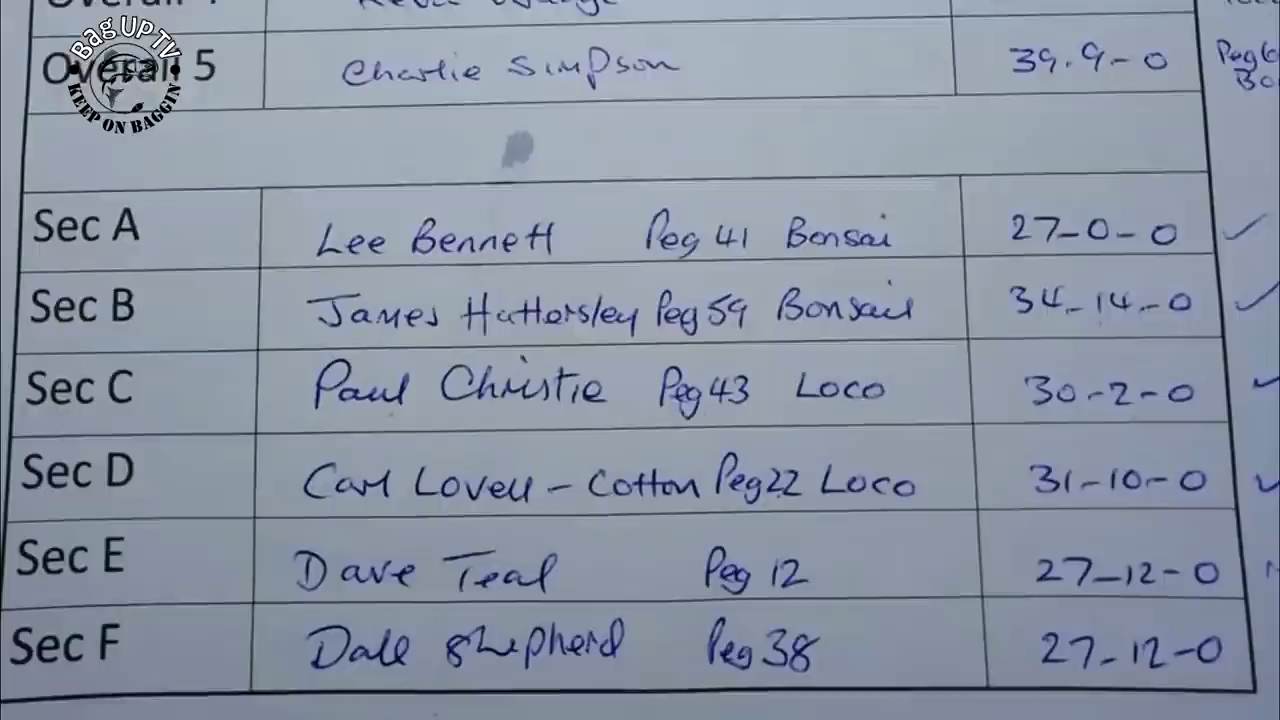 Bag UP TV
KEEP ON BAGGIN
Overall 5 Charlie Simpson 39.9-0 Peg
Sec A Lee Bennett Peg 41 Bonsai 27-0-0 ✓
Sec B James Hattersley Peg 59 Bonsai 34-14-0 ✓
Sec C Paul Christie Peg 43 Loco 30-2-0 ✓
Sec D Carl Lovell-Cotton Peg 22 Loco 31-10-0 ✓
Sec E Dave Teal Peg 12 27-12-0
Sec F Dale Shepherd Peg 38 27-12-0